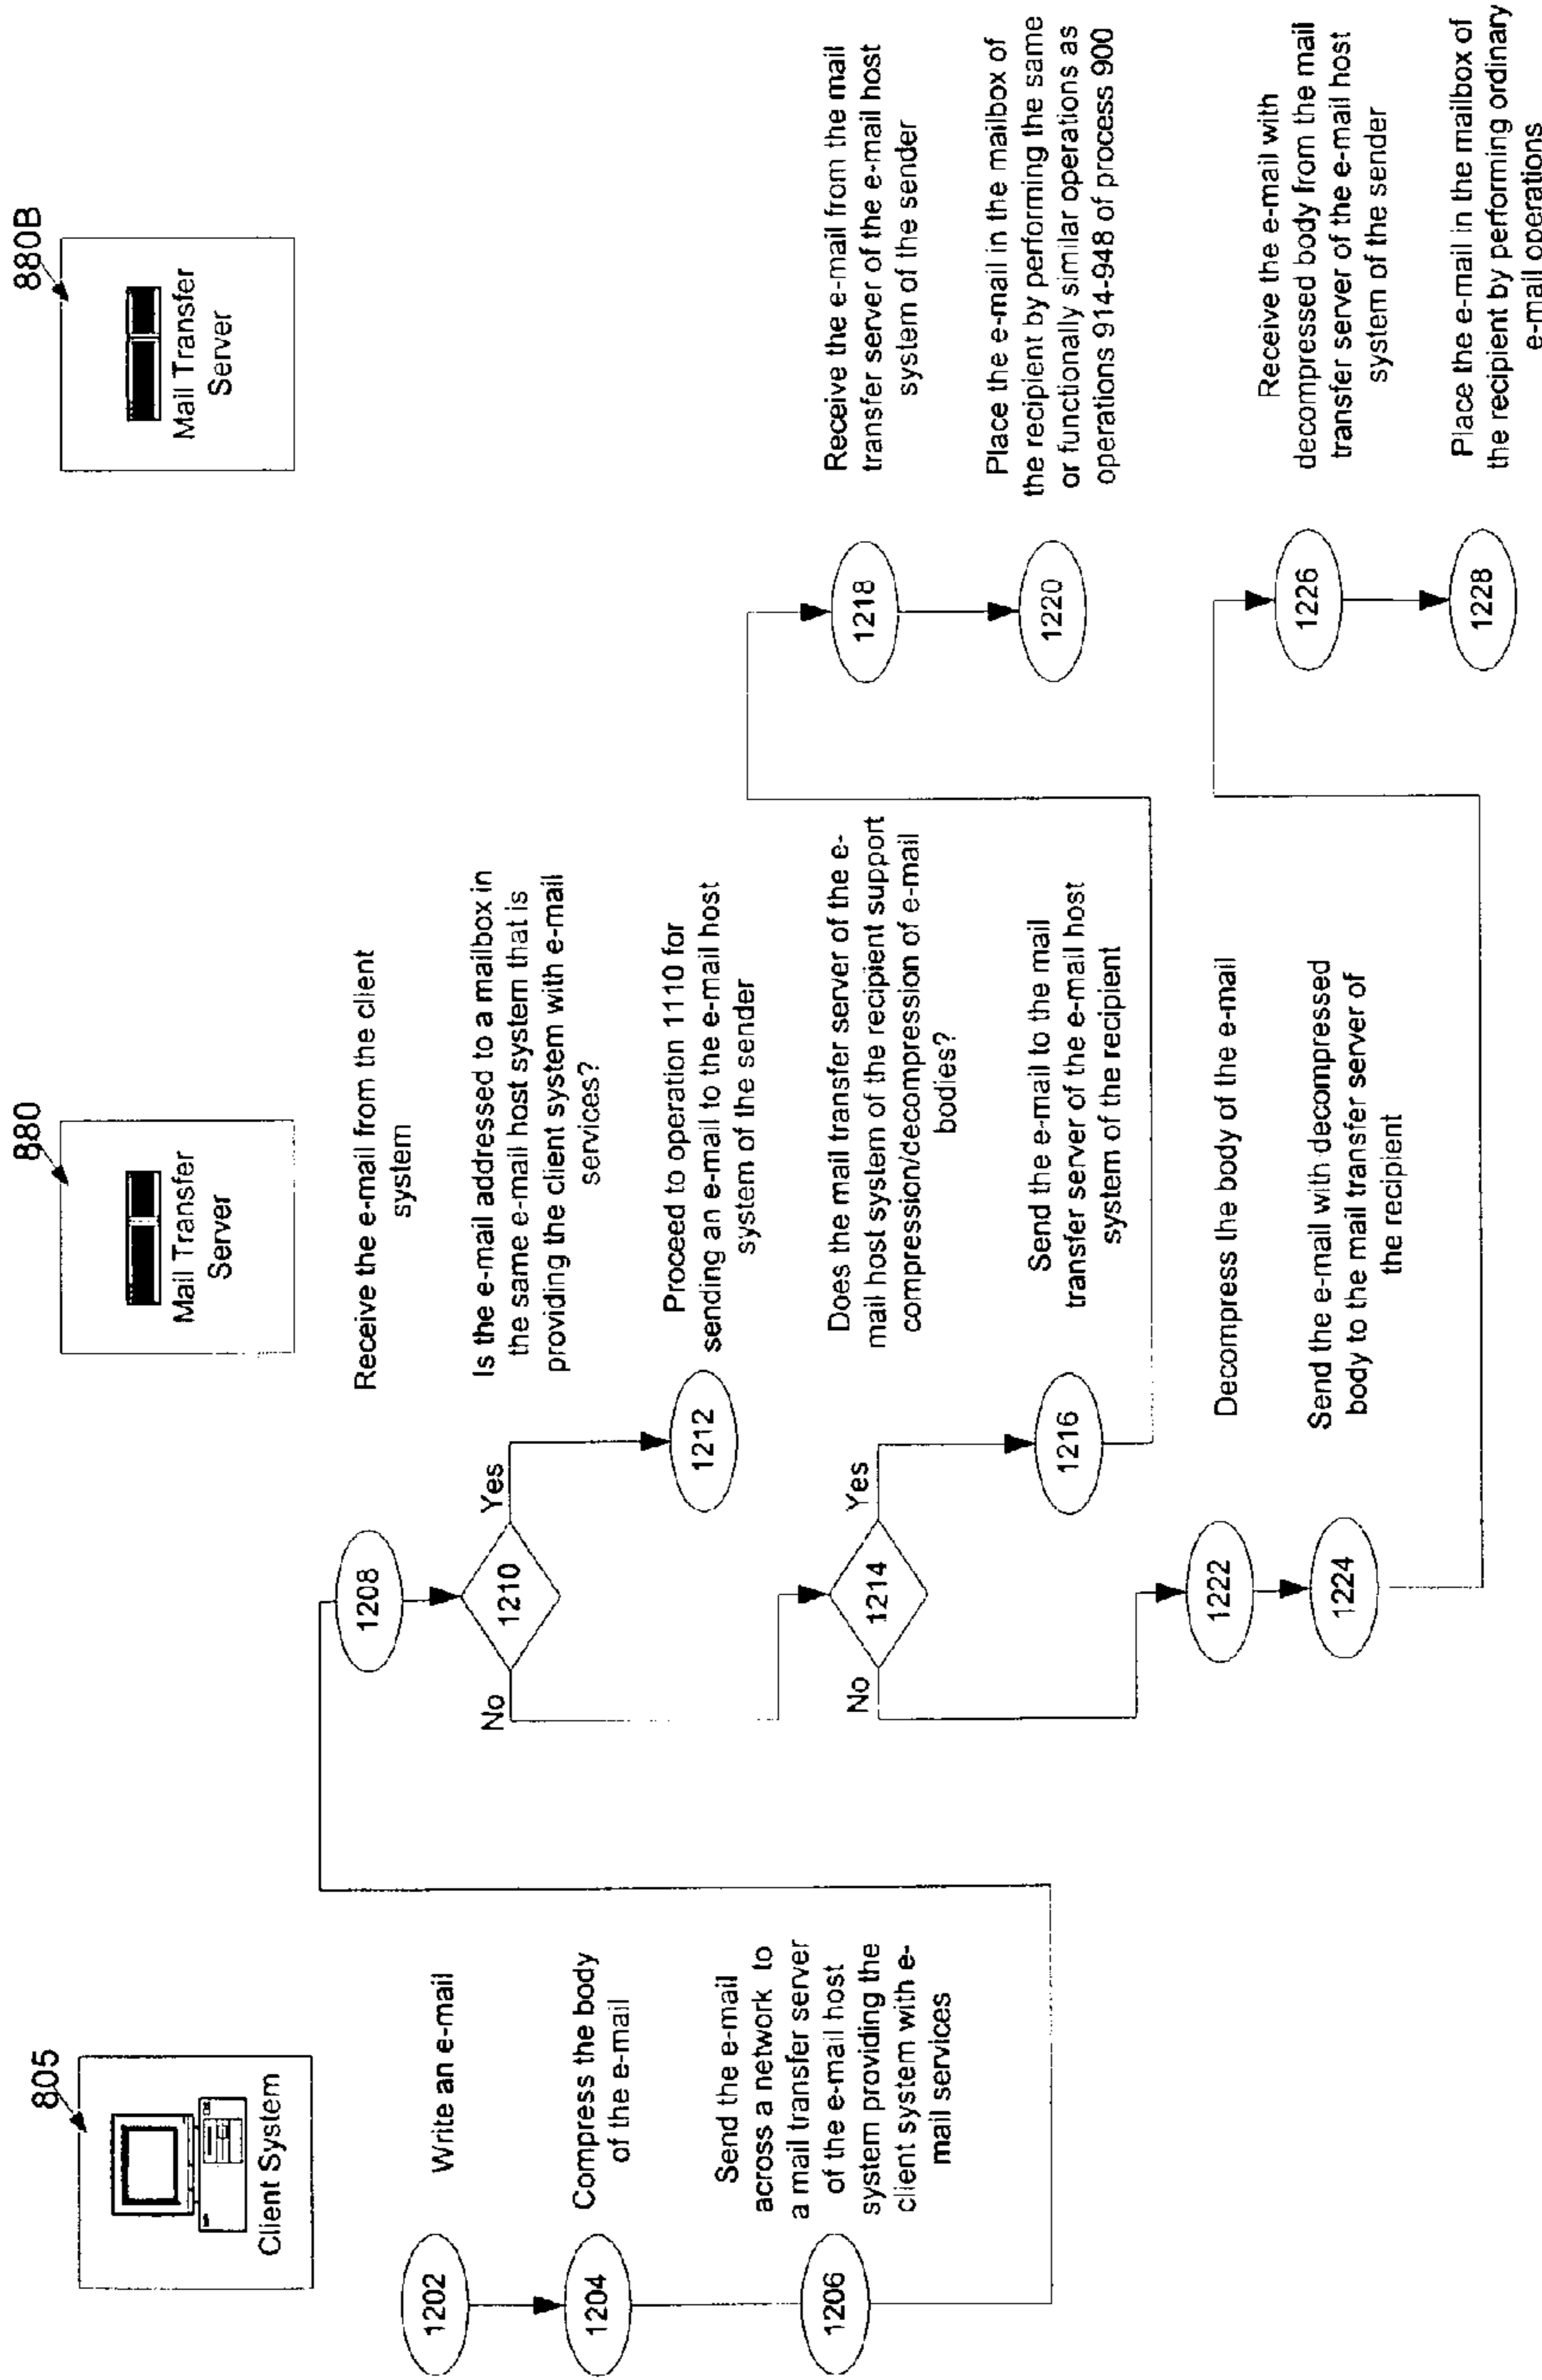 805
Client System
1202
Write an e-mail
1204
Compress the body
of the e-mail
1206
Send the e-mail
across a network to
a mail transfer server
of the e-mail host
system providing the
client system with e-
mail services
880
Mail Transfer
Server
1208
Receive the e-mail from the client
system
1210
Yes
No
Is the e-mail addressed to a mailbox in
the same e-mail host system that is
providing the client system with e-mail
services?
1212
Proceed to operation 1110 for
sending an e-mail to the e-mail host
system of the sender
1214
Yes
No
Does the mail transfer server of the e-
mail host system of the recipient support
compression/decompression of e-mail
bodies?
1216
Send the e-mail to the mail
transfer server of the e-mail host
system of the recipient
1222
Decompress the body of the e-mail
1224
Send the e-mail with decompressed
body to the mail transfer server of
the recipient
880B
Mail Transfer
Server
1218
Receive the e-mail from the mail
transfer server of the e-mail host
system of the sender
1220
Place the e-mail in the mailbox of
the recipient by performing the same
or functionally similar operations as
operations 914-948 of process 900
1226
Receive the e-mail with
decompressed body from the mail
transfer server of the e-mail host
system of the sender
1228
Place the e-mail in the mailbox of
the recipient by performing ordinary
e-mail operations